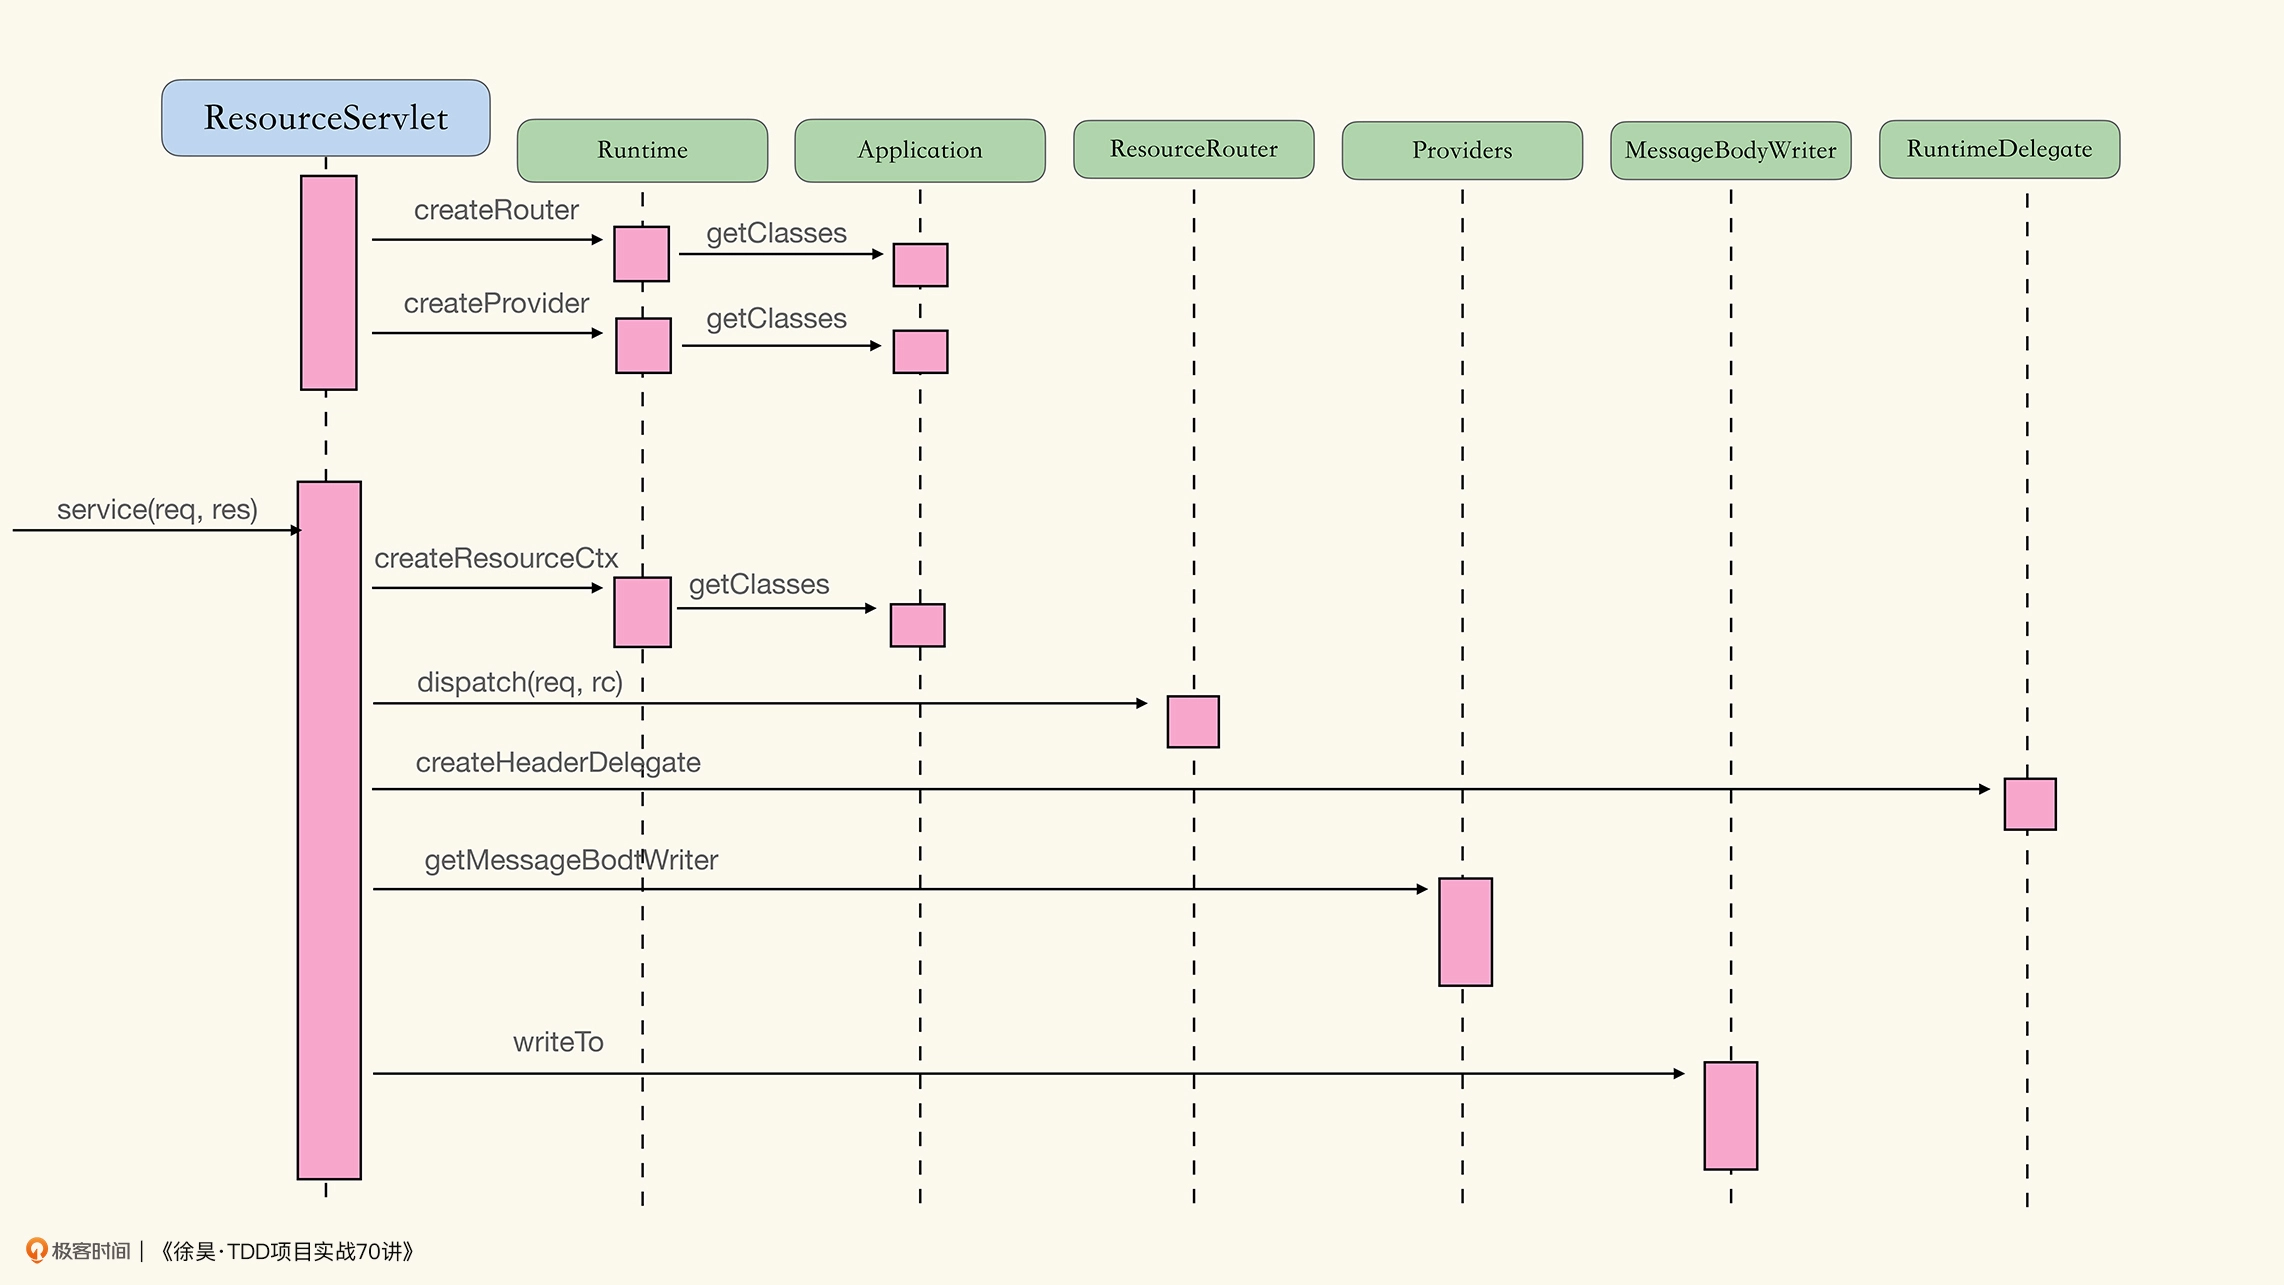 ResourceServlet
Runtime
Application
ResourceRouter
Providers
MessageBodyWriter
RuntimeDelegate
createRouter
getClasses
createProvider
getClasses
service(req, res)
createResourceCtx
getClasses
dispatch(req, rc)
createHeaderDelegate
getMessageBodtWriter
writeTo
极客时间 | 《徐昊·TDD项目实战70讲》